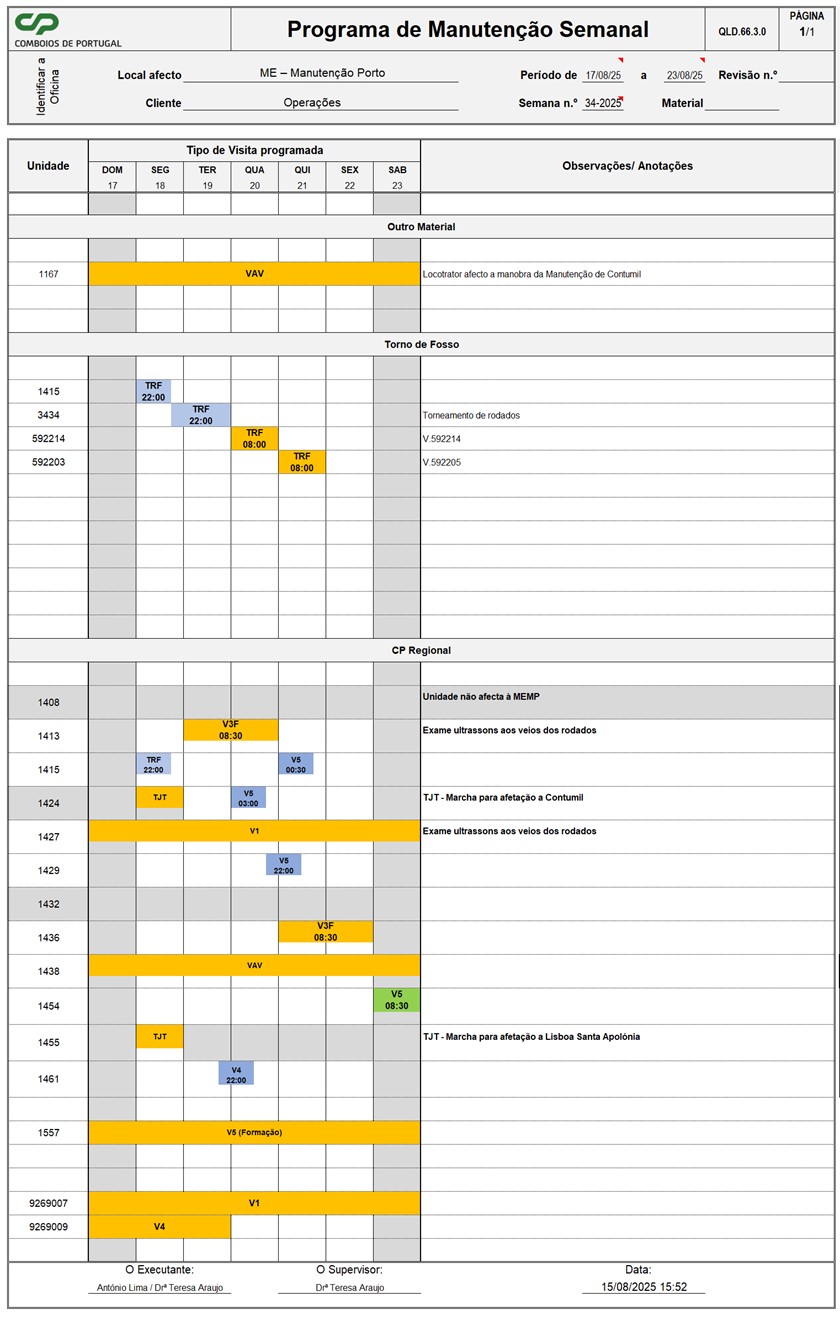 CP
COMBOIOS DE PORTUGAL
Programa de Manutenção Semanal
QLD.66.3.0
PÀGINA
1/1
Identificar a Oficina
Local afecto ME – Manutenção Porto
Período de 17/08/25 a 23/08/25 Revisão n.º
Cliente Operações
Semana n.º 34-2025 Material
Unidade
Tipo de Visita programada
Observações/ Anotações
DOM SEG TER QUA QUI SEX SAB
17 18 19 20 21 22 23
Outro Material
1167 VAV Locotrator afecto a manobra da Manutenção de Contumil
Torno de Fosso
1415 TRF 22:00
3434 TRF 22:00 Torneamento de rodados
592214 TRF 08:00 V.592214
592203 TRF 08:00 V.592205
CP Regional
1408 Unidade não afecta à MEMP
1413 V3F 08:30 Exame ultrassons aos veios dos rodados
1415 TRF 22:00 V5 00:30
1424 TJT V5 03:00 TJT - Marcha para afetação a Contumil
1427 V1 Exame ultrassons aos veios dos rodados
1429 V5 22:00
1432
1436 V3F 08:30
1438 VAV
1454 V5 08:30
1455 TJT TJT - Marcha para afetação a Lisboa Santa Apolónia
1461 V4 22:00
1557 V5 (Formação)
9269007 V1
9269009 V4
O Executante: O Supervisor: Data:
António Lima / Drª Teresa Araujo Drª Teresa Araujo 15/08/2025 15:52